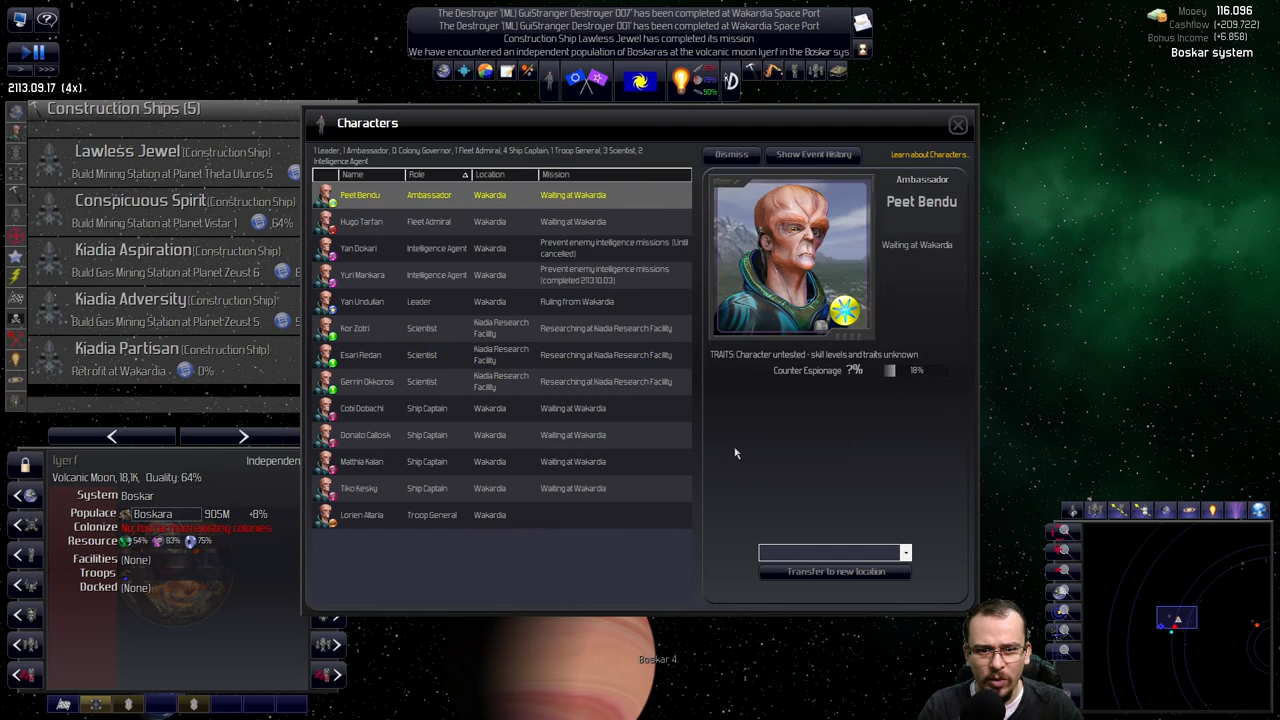 The Destroyer '(ML) GuiStranger Destroyer 007' has been completed at Wakardia Space Port
The Destroyer '(ML) GuiStranger Destroyer 001' has been completed at Wakardia Space Port
Construction Ship Lawless Jewel has completed its mission
We have encountered an independent population of Boskaras at the volcanic moon Iyerf in the Boskar sys
Money 116.096
Cashflow (+209.722)
Bonus Income (+6.858)
Boskar system
2113.09.17 (4x)
Construction Ships (5)
Lawless Jewel (Construction Ship)
Build Mining Station at Planet Theta Uluros 5
Conspicuous Spirit (Construction Ship)
Build Mining Station at Planet Vistar 1 ,64%
Kiadia Aspiration (Construction Ship)
Build Gas Mining Station at Planet Zeust 6
Kiadia Adversity (Construction Ship)
Build Gas Mining Station at Planet Zeust 5
Kiadia Partisan (Construction Ship)
Retrofit at Wakardia 0%
Characters
1 Leader, 1 Ambassador, 0 Colony Governor, 1 Fleet Admiral, 4 Ship Captain, 1 Troop General, 3 Scientist, 2
Intelligence Agent
Dismiss Show Event History Learn about Characters...
Name Role Location Mission
Peet Bendu Ambassador Wakardia Waiting at Wakardia
Hugo Tarfan Fleet Admiral Wakardia Waiting at Wakardia
Yan Dokari Intelligence Agent Wakardia Prevent enemy intelligence missions (Until cancelled)
Yuri Mankara Intelligence Agent Wakardia Prevent enemy intelligence missions (completed 2113.10.03)
Yan Undulian Leader Wakardia Ruling from Wakardia
Kor Zotri Scientist Kiadia Research Facility Researching at Kiadia Research Facility
Esari Redan Scientist Kiadia Research Facility Researching at Kiadia Research Facility
Gerrin Okkoros Scientist Kiadia Research Facility Researching at Kiadia Research Facility
Cobi Dobachi Ship Captain Wakardia Waiting at Wakardia
Donato Callosk Ship Captain Wakardia Waiting at Wakardia
Matthia Kalan Ship Captain Wakardia Waiting at Wakardia
Tiko Kesky Ship Captain Wakardia Waiting at Wakardia
Lorien Allaria Troop General Wakardia
Ambassador
Peet Bendu
Waiting at Wakardia
TRAITS: Character untested - skill levels and traits unknown
Counter Espionage ?% 18%
Transfer to new location
Iyerf Independen
Volcanic Moon, 18,1K, Quality: 64%
System Boskar
Populace Boskara 905M +8%
Resource 54% 83% 75%
Facilities (None)
Troops
Docked (None)
Boskar 4